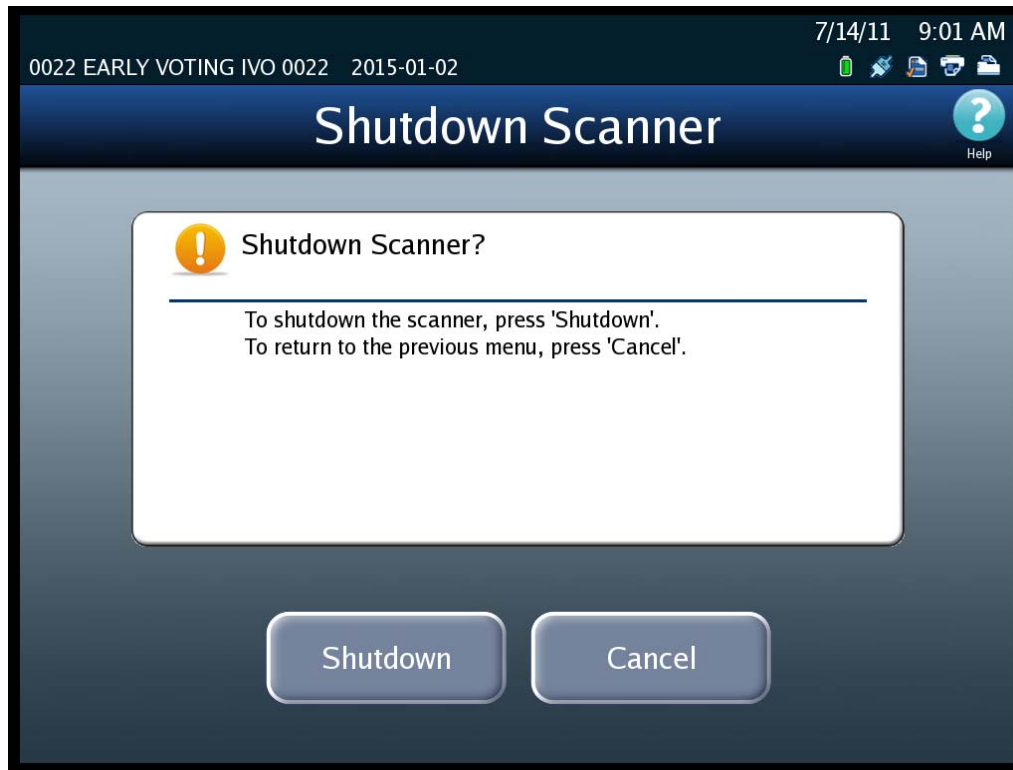 7/14/11 9:01 AM
0022 EARLY VOTING IVO 0022 2015-01-02
Shutdown Scanner
Help
Shutdown Scanner?
To shutdown the scanner, press 'Shutdown'.
To return to the previous menu, press 'Cancel'.
Shutdown Cancel